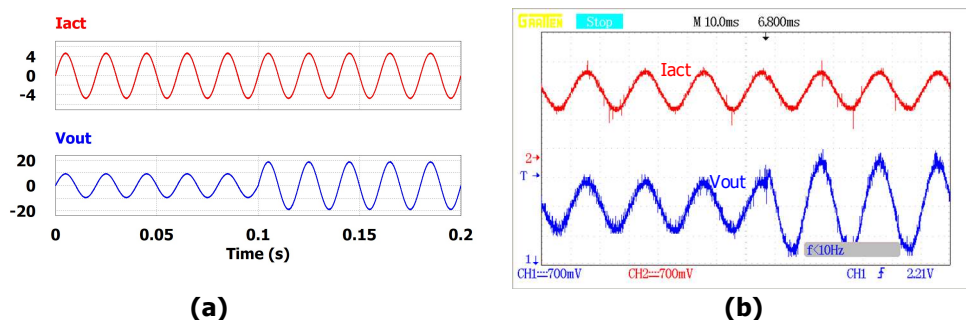 Iact
4
0
-4
Vout
20
0
-20
0 0.05 0.1 0.15 0.2
Time (s)
(a)
GRATTEN Stop M 10.0ms 6.800ms
Iact
2
T
Vout
f<10Hz
1
CH1 700mV CH2 700mV CH1 2.21V
(b)